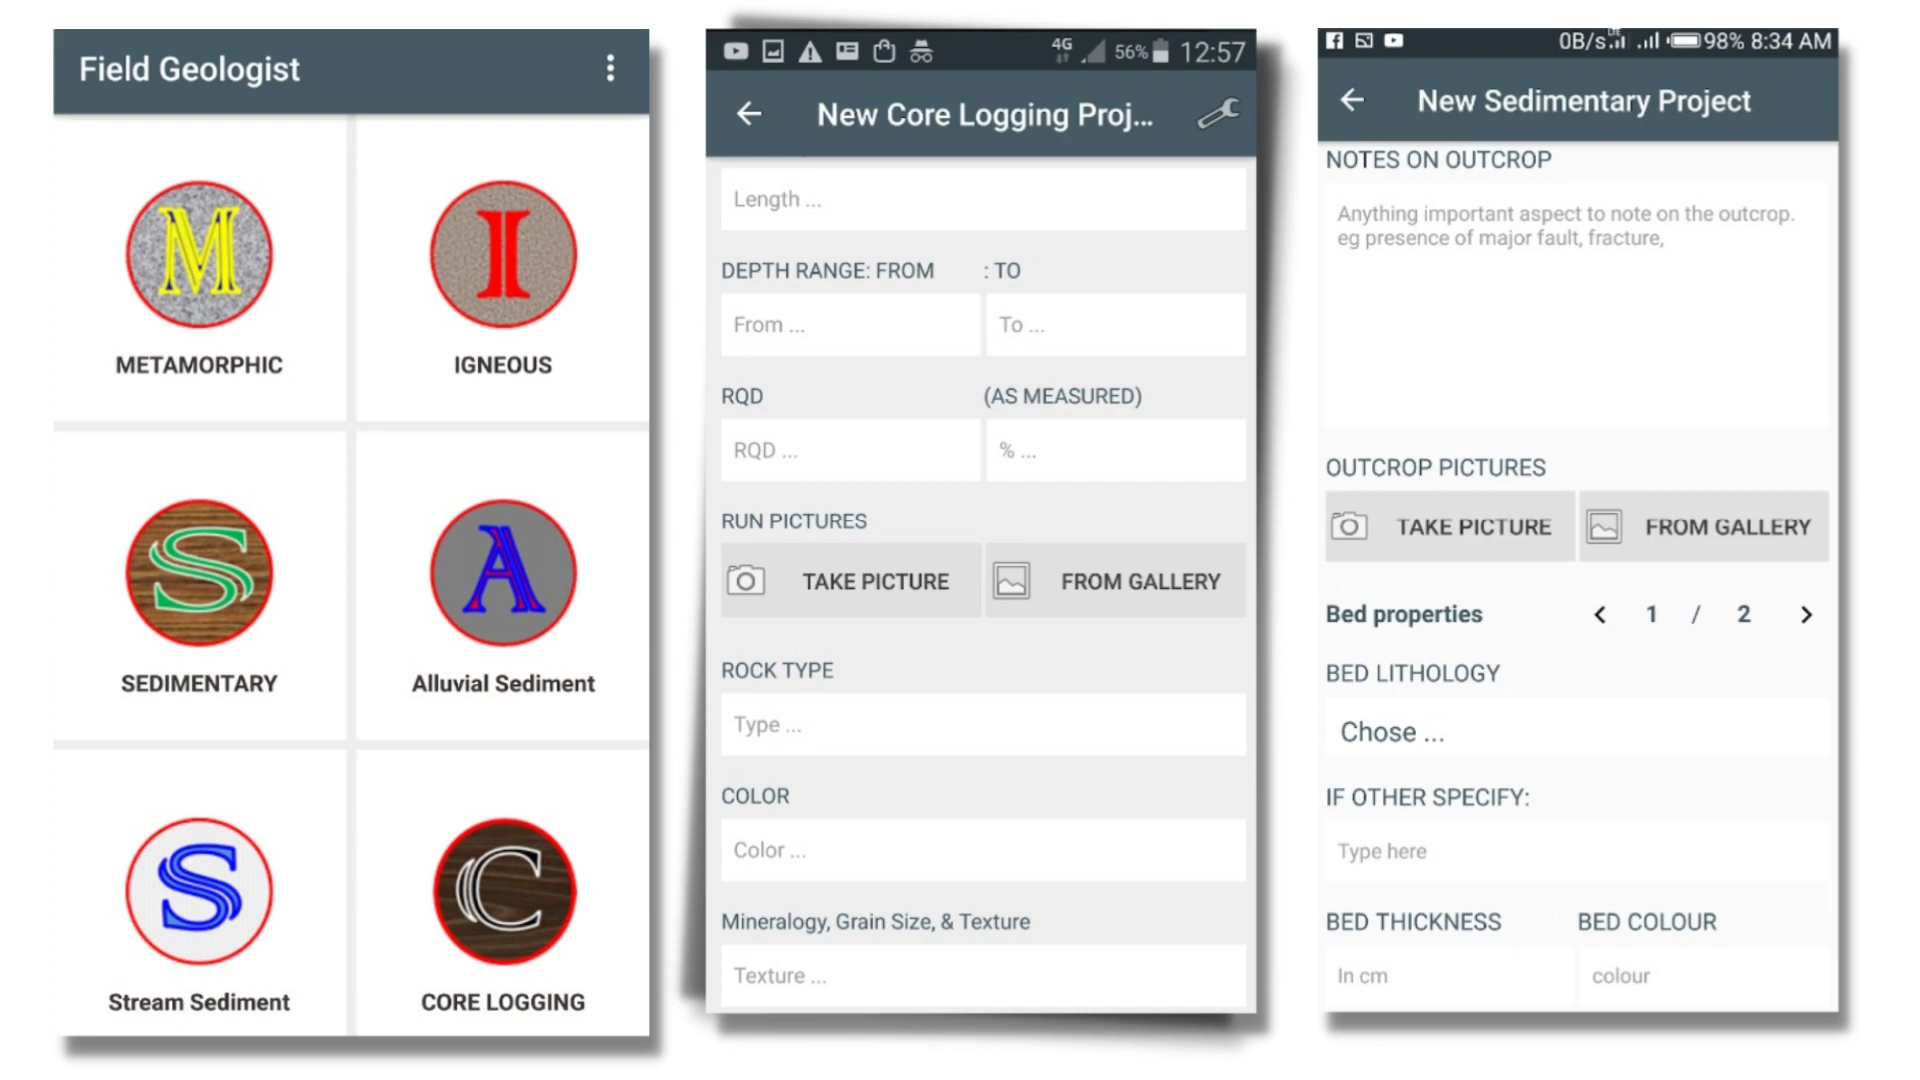 Field Geologist
M
I
METAMORPHIC
IGNEOUS
S
A
SEDIMENTARY
Alluvial Sediment
S
C
Stream Sediment
CORE LOGGING
4G 56% 12:57
New Core Logging Proj...
Length ...
DEPTH RANGE: FROM : TO
From ...
To ...
RQD (AS MEASURED)
RQD ...
% ...
RUN PICTURES
TAKE PICTURE
FROM GALLERY
ROCK TYPE
Type ...
COLOR
Color ...
Mineralogy, Grain Size, & Texture
Texture ...
0B/s LTE 98% 8:34 AM
New Sedimentary Project
NOTES ON OUTCROP
Anything important aspect to note on the outcrop.
eg presence of major fault, fracture,
OUTCROP PICTURES
TAKE PICTURE
FROM GALLERY
Bed properties < 1 / 2 >
BED LITHOLOGY
Chose ...
IF OTHER SPECIFY:
Type here
BED THICKNESS
BED COLOUR
In cm
colour